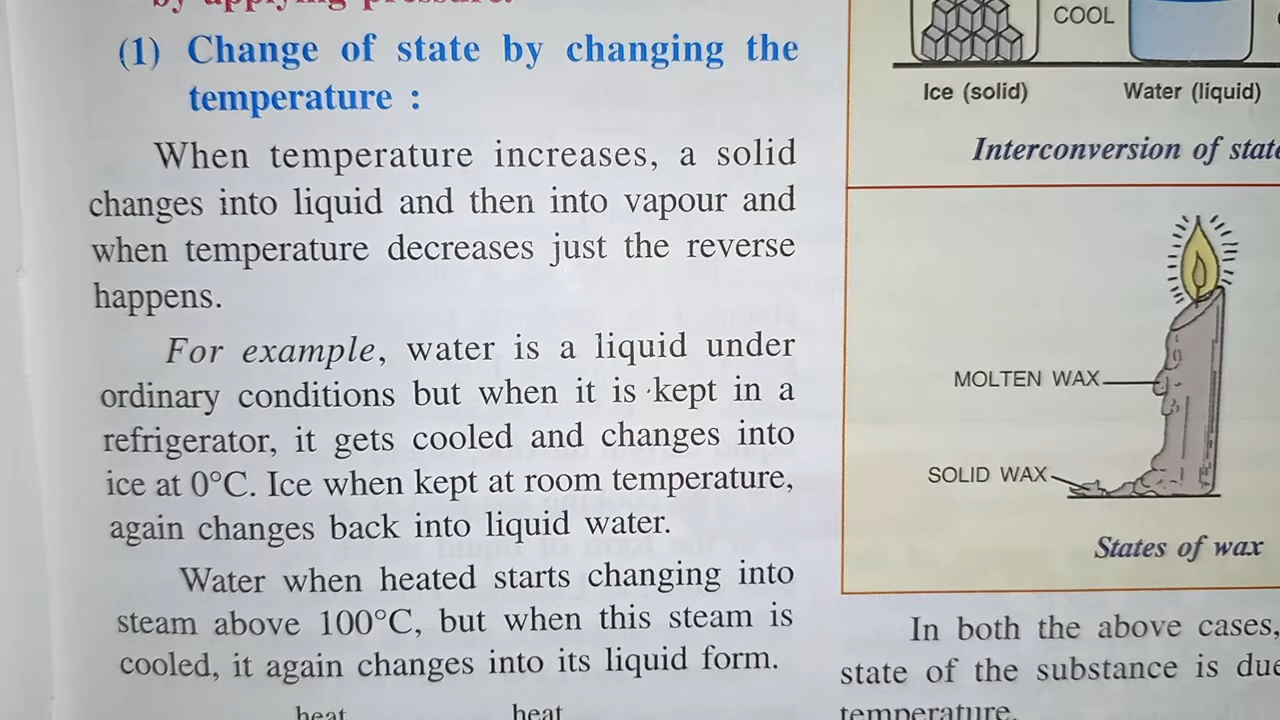 by applying pressure.
(1) Change of state by changing the
temperature :
When temperature increases, a solid
changes into liquid and then into vapour and
when temperature decreases just the reverse
happens.
For example, water is a liquid under
ordinary conditions but when it is kept in a
refrigerator, it gets cooled and changes into
ice at 0°C. Ice when kept at room temperature,
again changes back into liquid water.
Water when heated starts changing into
steam above 100°C, but when this steam is
cooled, it again changes into its liquid form.
heat heat
COOL
Ice (solid) Water (liquid)
Interconversion of state
MOLTEN WAX
SOLID WAX
States of wax
In both the above cases,
state of the substance is due
temperature.